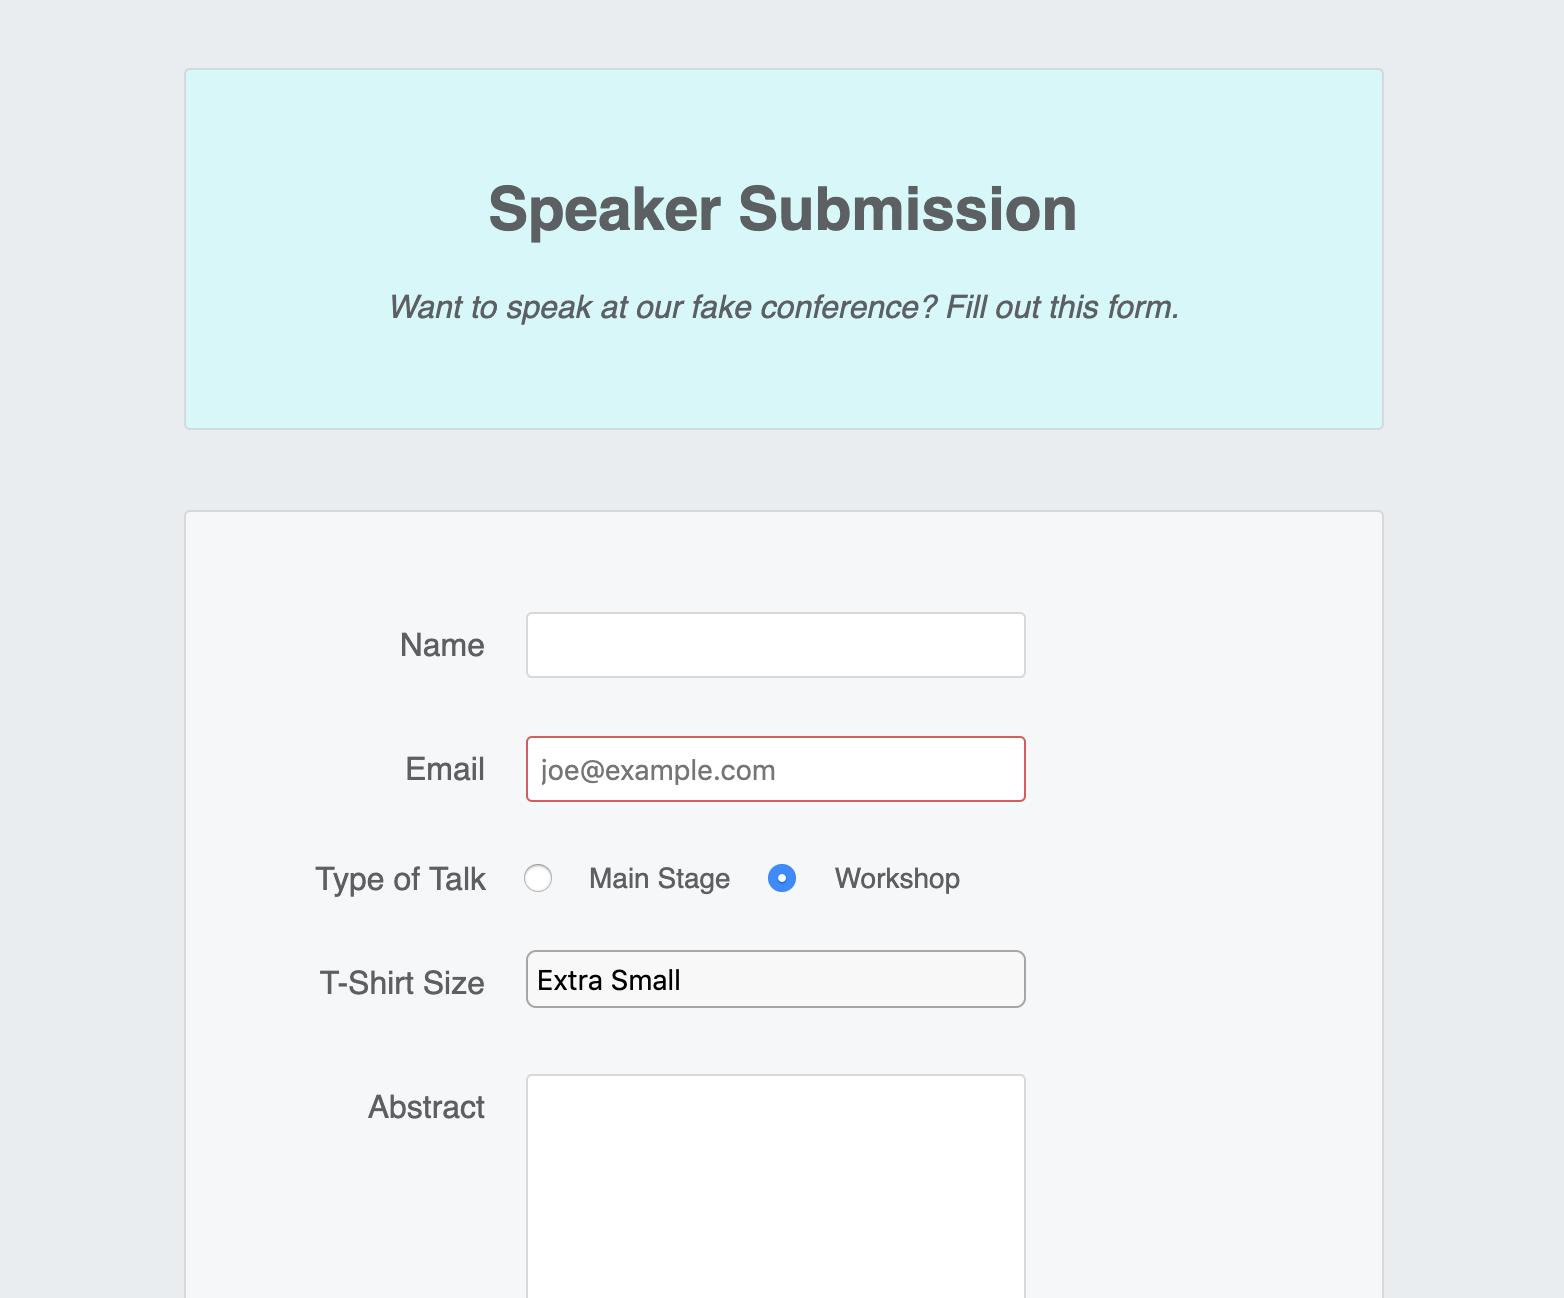 Speaker Submission
Want to speak at our fake conference? Fill out this form.
Name
Email joe@example.com
Type of Talk Main Stage Workshop
T-Shirt Size Extra Small
Abstract